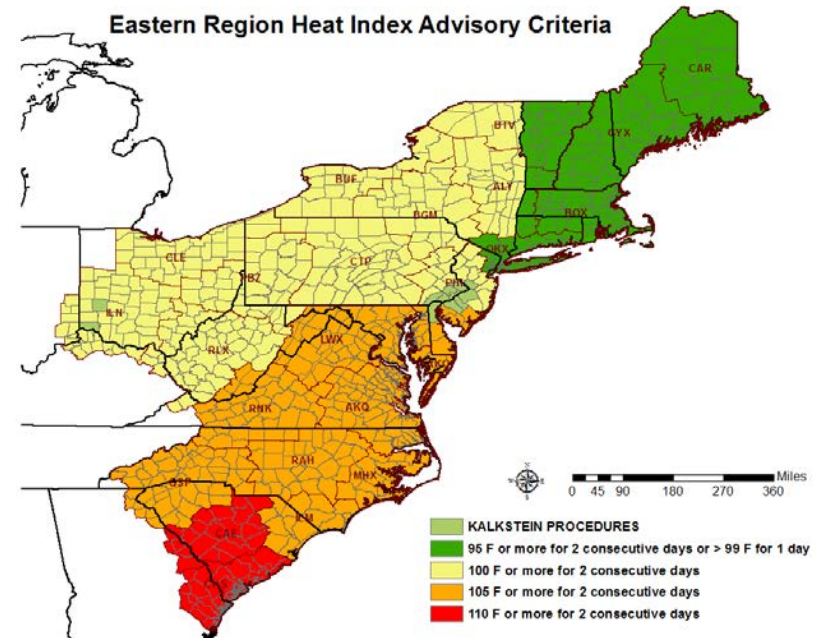 Eastern Region Heat Index Advisory Criteria
CAR
BTV
GYX
BUF
ALY
BGM
BOX
OKX
CLE
CTP
PBZ
PHI
ILN
LWX
RLX
RNK
AKQ
RAH
GSP
MHX
ILM
CAE
Miles
0 45 90 180 270 360
KALKSTEIN PROCEDURES
95 F or more for 2 consecutive days or > 99 F for 1 day
100 F or more for 2 consecutive days
105 F or more for 2 consecutive days
110 F or more for 2 consecutive days